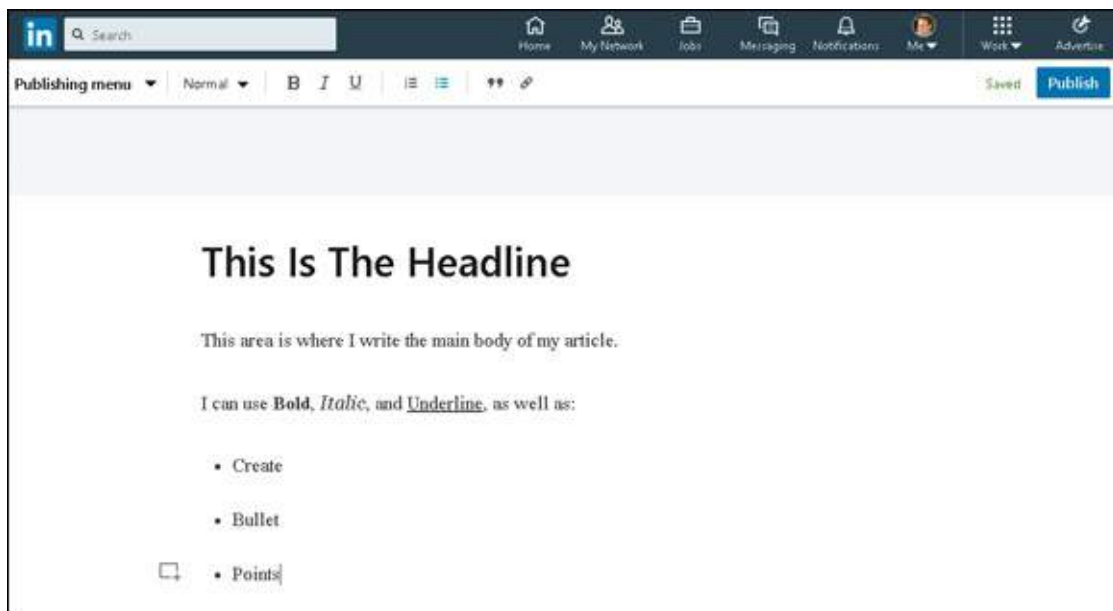 in Search Home My Network Jobs Messaging Notifications Me Work Advertise
Publishing menu Normal B I U Saved Publish
This Is The Headline
This area is where I write the main body of my article.
I can use Bold, Italic, and Underline, as well as:
• Create
• Bullet
• Points